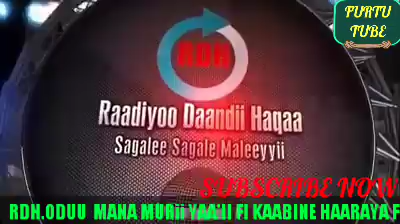 FURTU
TUBE
RDH
Raadiyoo Daandii Haqaa
Sagalee Sagale Maleeyyii
SUBSCRIBE NOW
RDH,ODUU MANA MURii YAA'II FI KAABINE HAARAYA,F